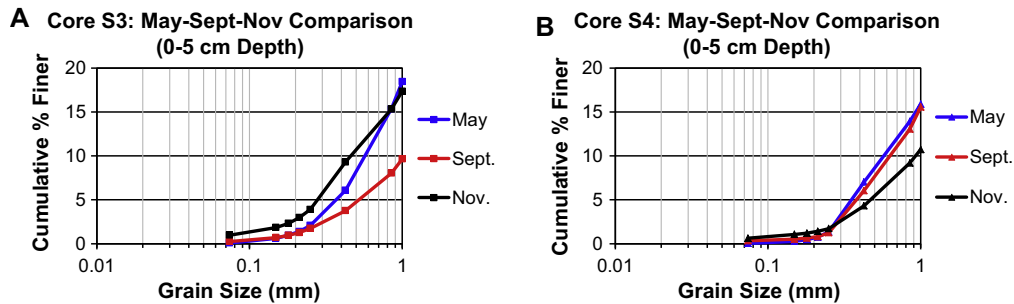 A
Core S3: May-Sept-Nov Comparison
(0-5 cm Depth)
Cumulative % Finer
20
15
10
5
0
0.01
0.1
1
Grain Size (mm)
May
Sept.
Nov.
B
Core S4: May-Sept-Nov Comparison
(0-5 cm Depth)
Cumulative % Finer
20
15
10
5
0
0.01
0.1
1
Grain Size (mm)
May
Sept.
Nov.